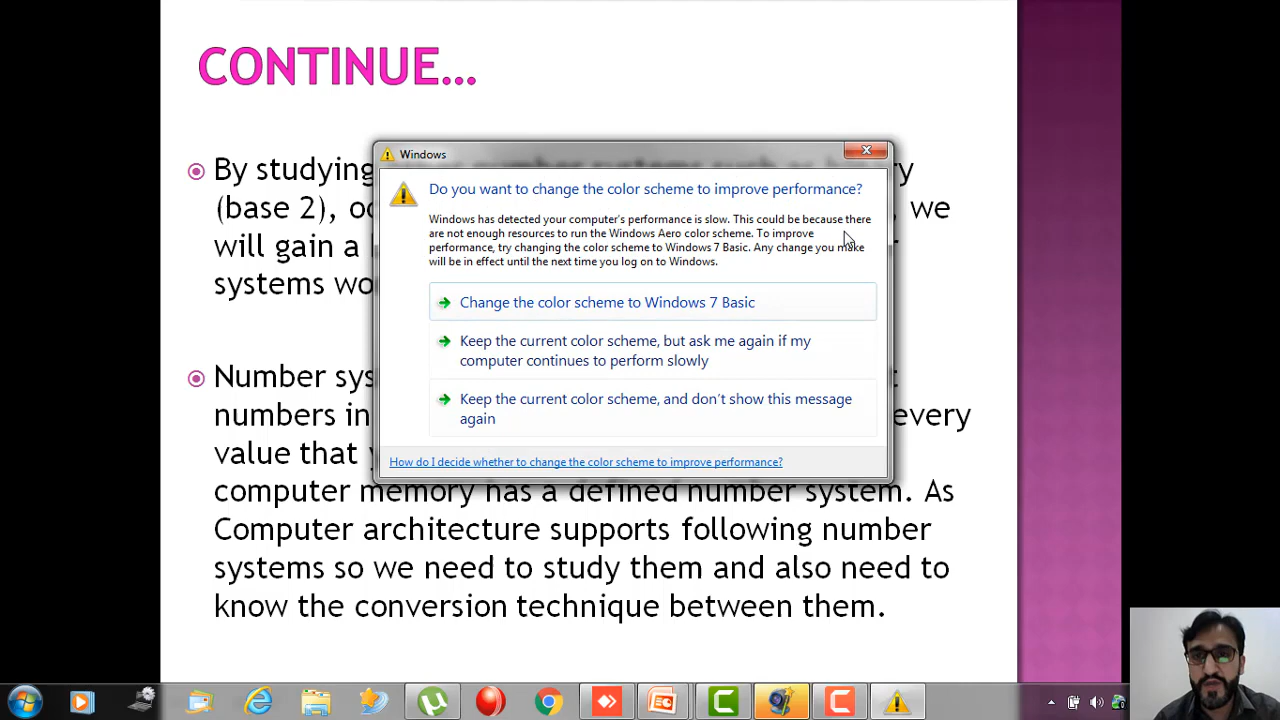 CONTINUE...
Windows
By studying
(base 2), oc
, we
will gain a
systems wo
Do you want to change the color scheme to improve performance?
Windows has detected your computer's performance is slow. This could be because there
are not enough resources to run the Windows Aero color scheme. To improve
performance, try changing the color scheme to Windows 7 Basic. Any change you make
will be in effect until the next time you log on to Windows.
Change the color scheme to Windows 7 Basic
Keep the current color scheme, but ask me again if my
computer continues to perform slowly
Keep the current color scheme, and don't show this message
again
How do I decide whether to change the color scheme to improve performance?
Number sys
numbers in
every
value that y
computer memory has a defined number system. As
Computer architecture supports following number
systems so we need to study them and also need to
know the conversion technique between them.